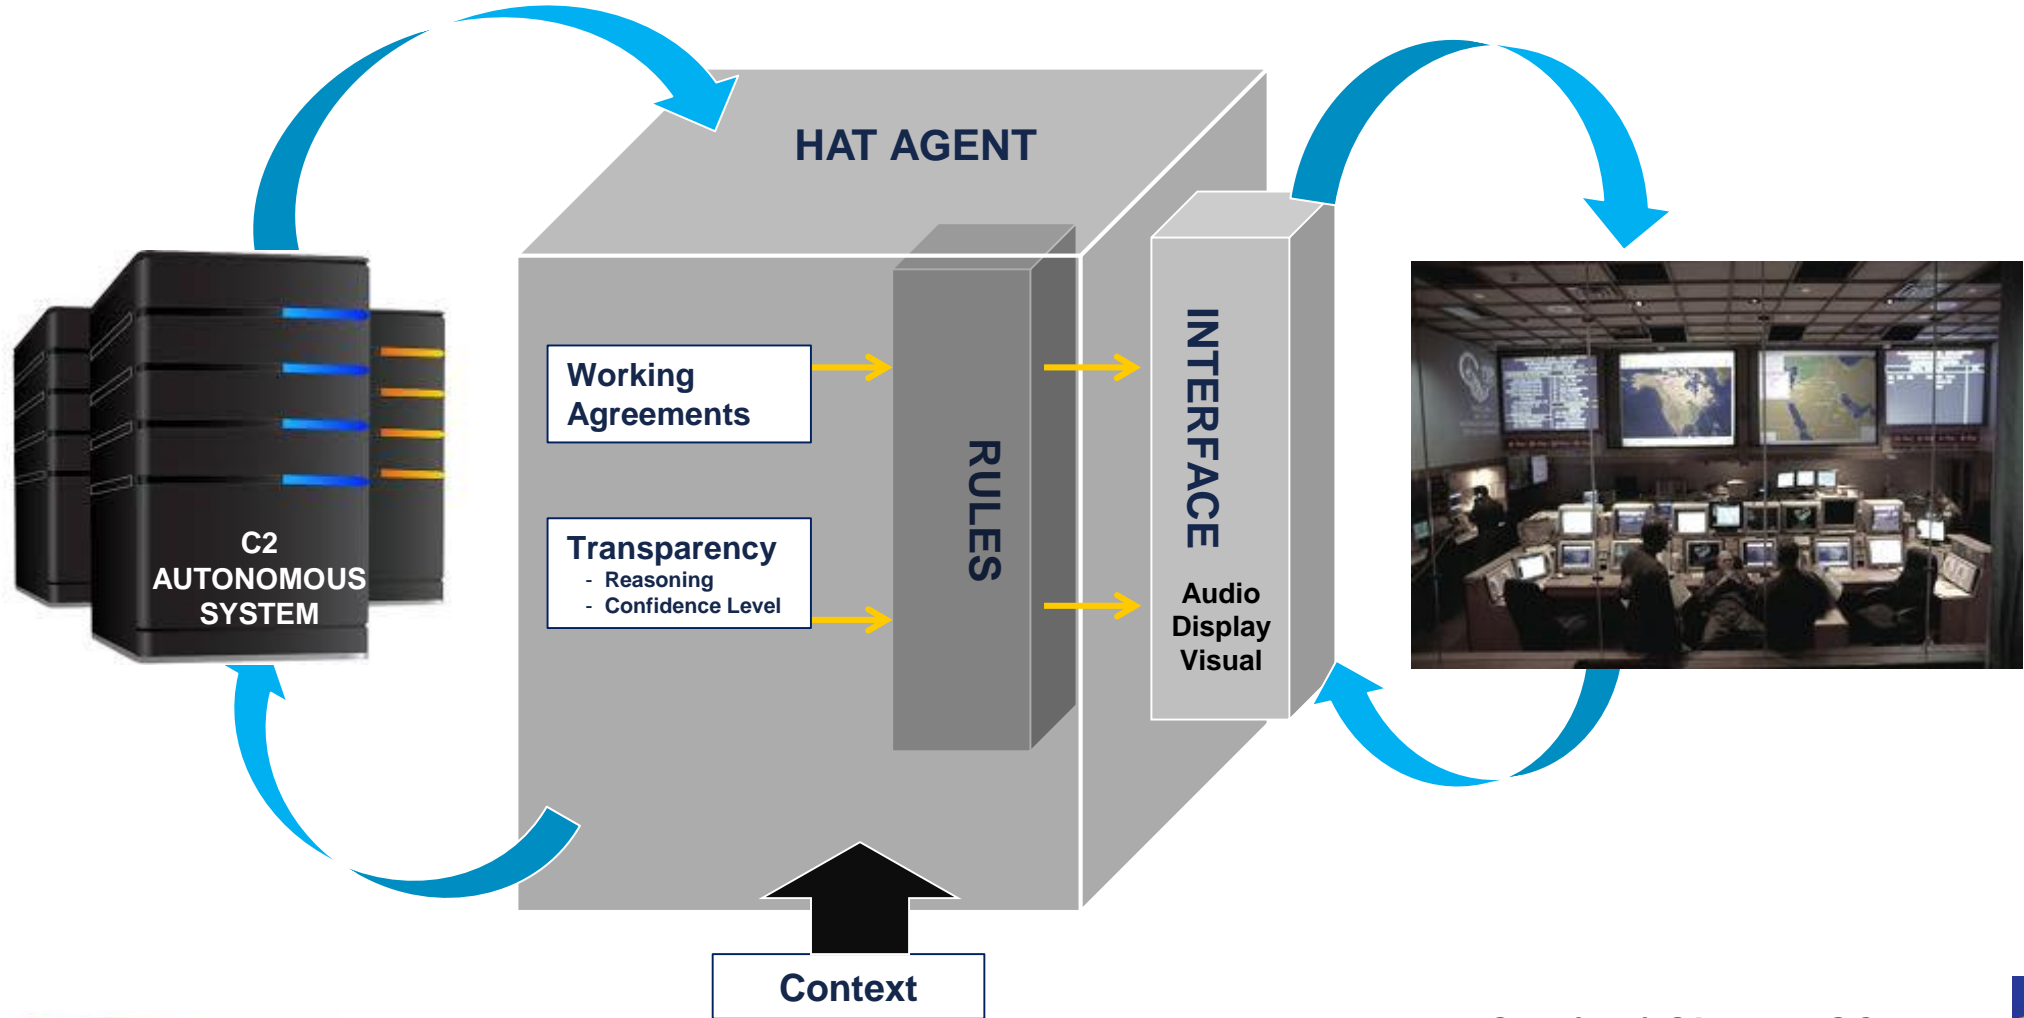 HAT AGENT
Working
Agreements
Transparency
- Reasoning
- Confidence Level
RULES
INTERFACE
Audio
Display
Visual
C2
AUTONOMOUS
SYSTEM
Context